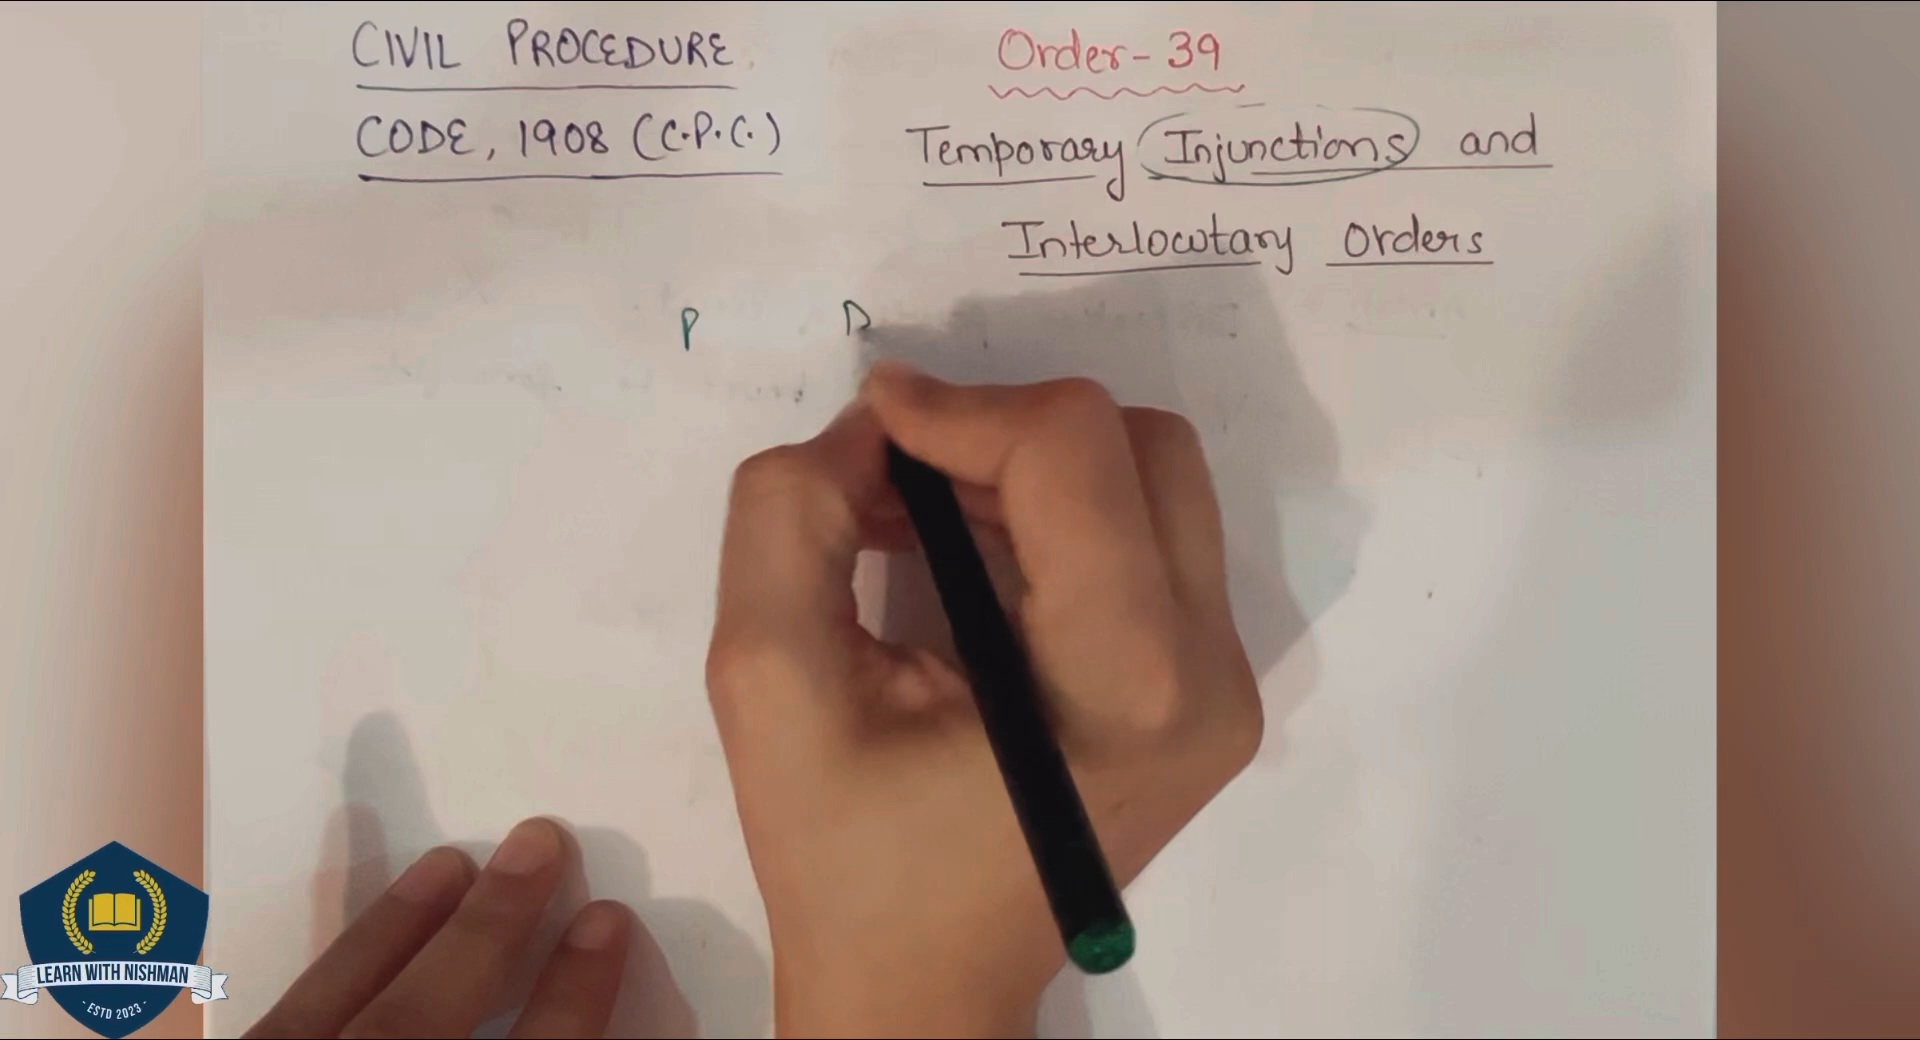 CIVIL PROCEDURE
CODE, 1908 (C.P.C.)
Order-39
Temporary Injunctions and
Interlocutary Orders
P D
LEARN WITH NISHMAN
- ESTD 2023 -